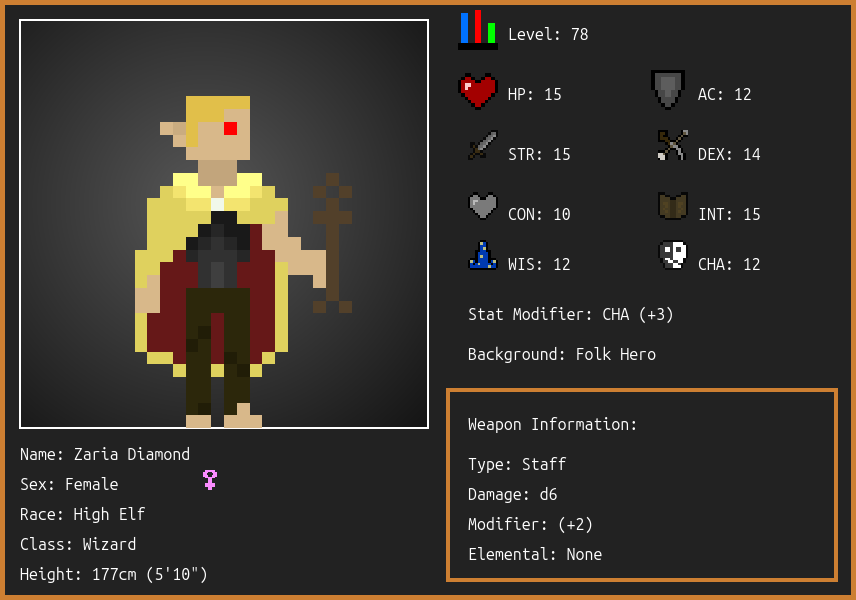 Level: 78
HP: 15
AC: 12
STR: 15
DEX: 14
CON: 10
INT: 15
WIS: 12
CHA: 12
Stat Modifier: CHA (+3)
Background: Folk Hero
Weapon Information:
Type: Staff
Damage: d6
Modifier: (+2)
Elemental: None
Name: Zaria Diamond
Sex: Female
Race: High Elf
Class: Wizard
Height: 177cm (5'10")